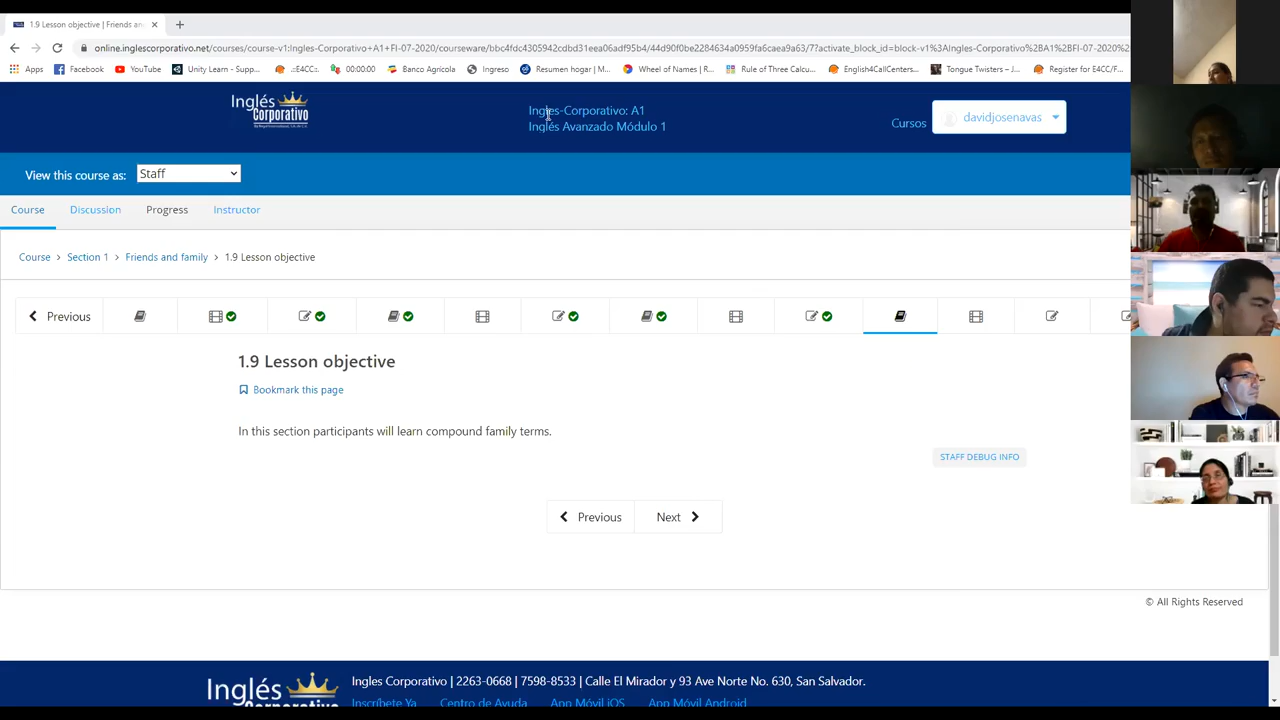 1.9 Lesson objective | Friends an
online.inglescorporativo.net/courses/course-v1:Ingles-Corporativo+A1+FI-07-2020/courseware/bbc4fdc4305942cdbd31eea06adf95b4/44d90f0be2284634a0959fa6caea9a63/7?activate_block_id=block-v1%3AIngles-Corporativo%2BA1%2BFI-07-2020%
Apps Facebook YouTube Unity Learn - Supp... .::E4CC::. 00:00:00 Banco Agrícola Ingreso Resumen hogar | M... Wheel of Names | R... Rule of Three Calcu... English4CallCenters... Tongue Twisters – J... Register for E4CC/F...
Inglés
Corporativo
Ingles-Corporativo: A1
Inglés Avanzado Módulo 1
Cursos davidjosenavas
View this course as: Staff
Course Discussion Progress Instructor
Course > Section 1 > Friends and family > 1.9 Lesson objective
Previous
1.9 Lesson objective
Bookmark this page
In this section participants will learn compound family terms.
STAFF DEBUG INFO
Previous Next
© All Rights Reserved
Inglés
Corporativo
Ingles Corporativo | 2263-0668 | 7598-8533 | Calle El Mirador y 93 Ave Norte No. 630, San Salvador.
Inscríbete Ya Centro de Ayuda App Móvil iOS App Móvil Android